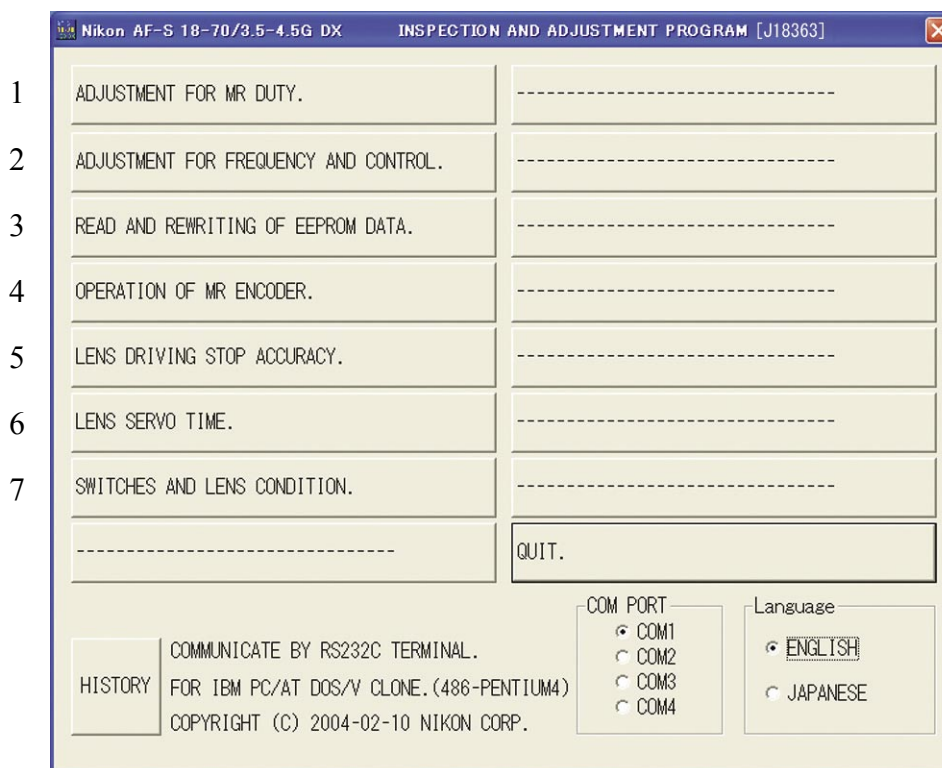 Nikon AF-S 18-70/3.5-4.5G DX INSPECTION AND ADJUSTMENT PROGRAM [J18363]
1 ADJUSTMENT FOR MR DUTY. --------------------------------
2 ADJUSTMENT FOR FREQUENCY AND CONTROL. --------------------------------
3 READ AND REWRITING OF EEPROM DATA. --------------------------------
4 OPERATION OF MR ENCODER. --------------------------------
5 LENS DRIVING STOP ACCURACY. --------------------------------
6 LENS SERVO TIME. --------------------------------
7 SWITCHES AND LENS CONDITION. --------------------------------
-------------------------------- QUIT.
HISTORY
COMMUNICATE BY RS232C TERMINAL.
FOR IBM PC/AT DOS/V CLONE.(486-PENTIUM4)
COPYRIGHT (C) 2004-02-10 NIKON CORP.
COM PORT
COM1
COM2
COM3
COM4
Language
ENGLISH
JAPANESE